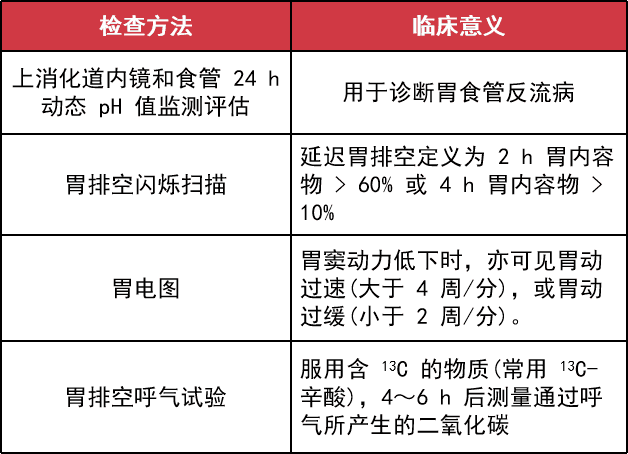 检查方法
临床意义
上消化道内镜和食管 24 h
动态 pH 值监测评估
用于诊断胃食管反流病
胃排空闪烁扫描
延迟胃排空定义为 2 h 胃内容
物 > 60% 或 4 h 胃内容物 >
10%
胃电图
胃窦动力低下时，亦可见胃动
过速(大于 4 周/分)，或胃动
过缓(小于 2 周/分)。
胃排空呼气试验
服用含 ¹³C 的物质(常用 ¹³C-
辛酸)，4～6 h 后测量通过呼
气所产生的二氧化碳